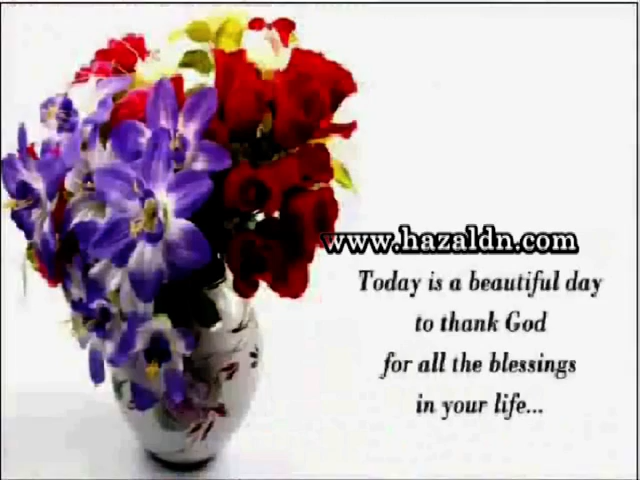 www.hazaldn.com
Today is a beautiful day
to thank God
for all the blessings
in your life...